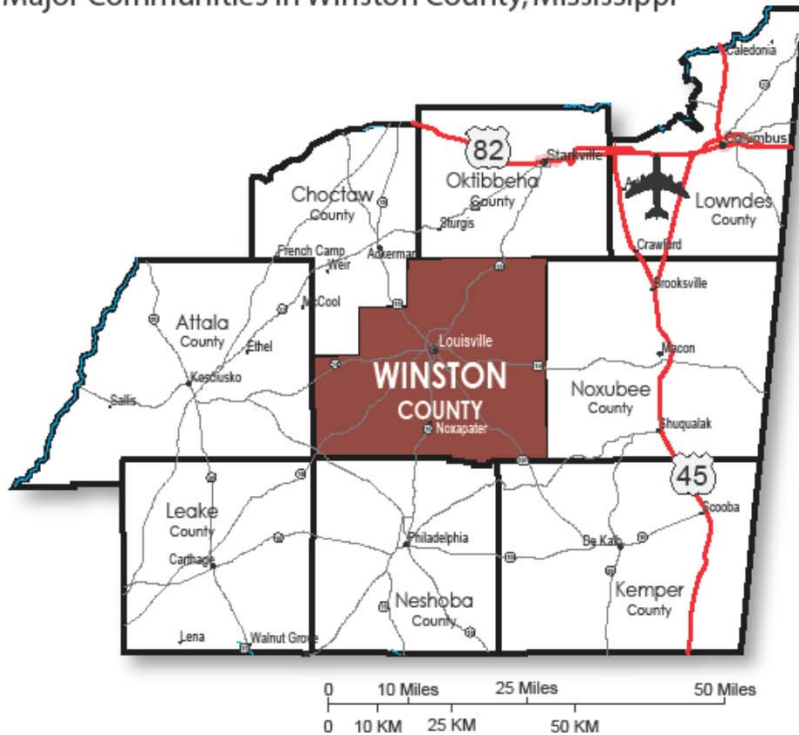 Major Communities in Winston County, Mississippi
Caledonia
Columbus
82
Starkville
Oktibbeha
County
Choctaw
County
Lowndes
County
Sturgis
Crawford
French Camp
Ackerman
Weir
Brooksville
McCool
Attala
County
Louisville
Ethel
Macon
WINSTON
COUNTY
Kosciusko
Noxubee
County
Sallis
Noxapater
Shuqualak
45
Leake
County
Scooba
Philadelphia
De Kalb
Carthage
Neshoba
County
Kemper
County
Lena
Walnut Grove
0 10 Miles 25 Miles 50 Miles
0 10 KM 25 KM 50 KM